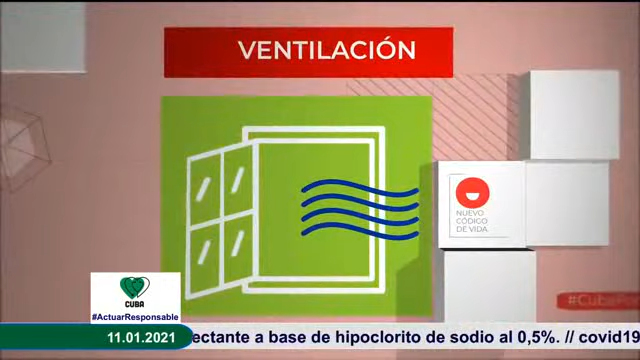 VENTILACIÓN
NUEVO
CÓDIGO
DE VIDA
CUBA
#ActuarResponsable
11.01.2021
ectante a base de hipoclorito de sodio al 0,5%. // covid19